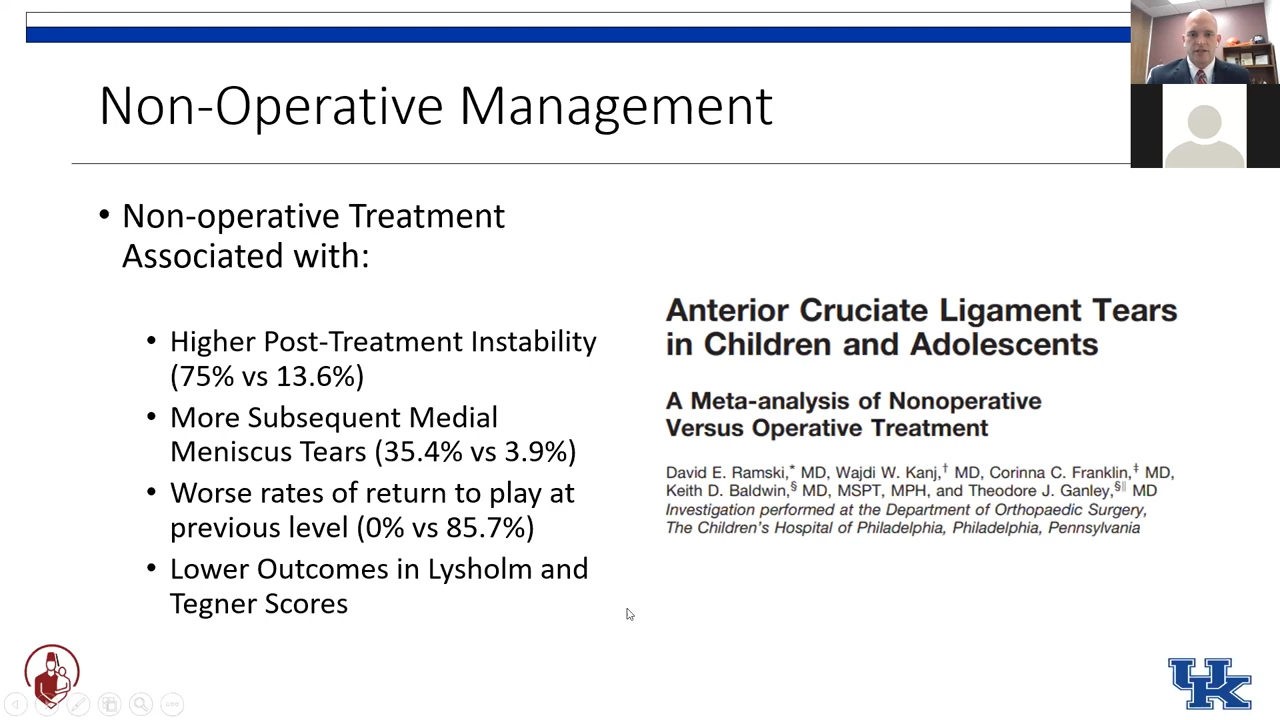 Non-Operative Management
• Non-operative Treatment
Associated with:
• Higher Post-Treatment Instability
(75% vs 13.6%)
• More Subsequent Medial
Meniscus Tears (35.4% vs 3.9%)
• Worse rates of return to play at
previous level (0% vs 85.7%)
• Lower Outcomes in Lysholm and
Tegner Scores
Anterior Cruciate Ligament Tears
in Children and Adolescents
A Meta-analysis of Nonoperative
Versus Operative Treatment
David E. Ramski,* MD, Wajdi W. Kanj,† MD, Corinna C. Franklin,‡ MD,
Keith D. Baldwin,§ MD, MSPT, MPH, and Theodore J. Ganley,§|| MD
Investigation performed at the Department of Orthopaedic Surgery,
The Children's Hospital of Philadelphia, Philadelphia, Pennsylvania
UK